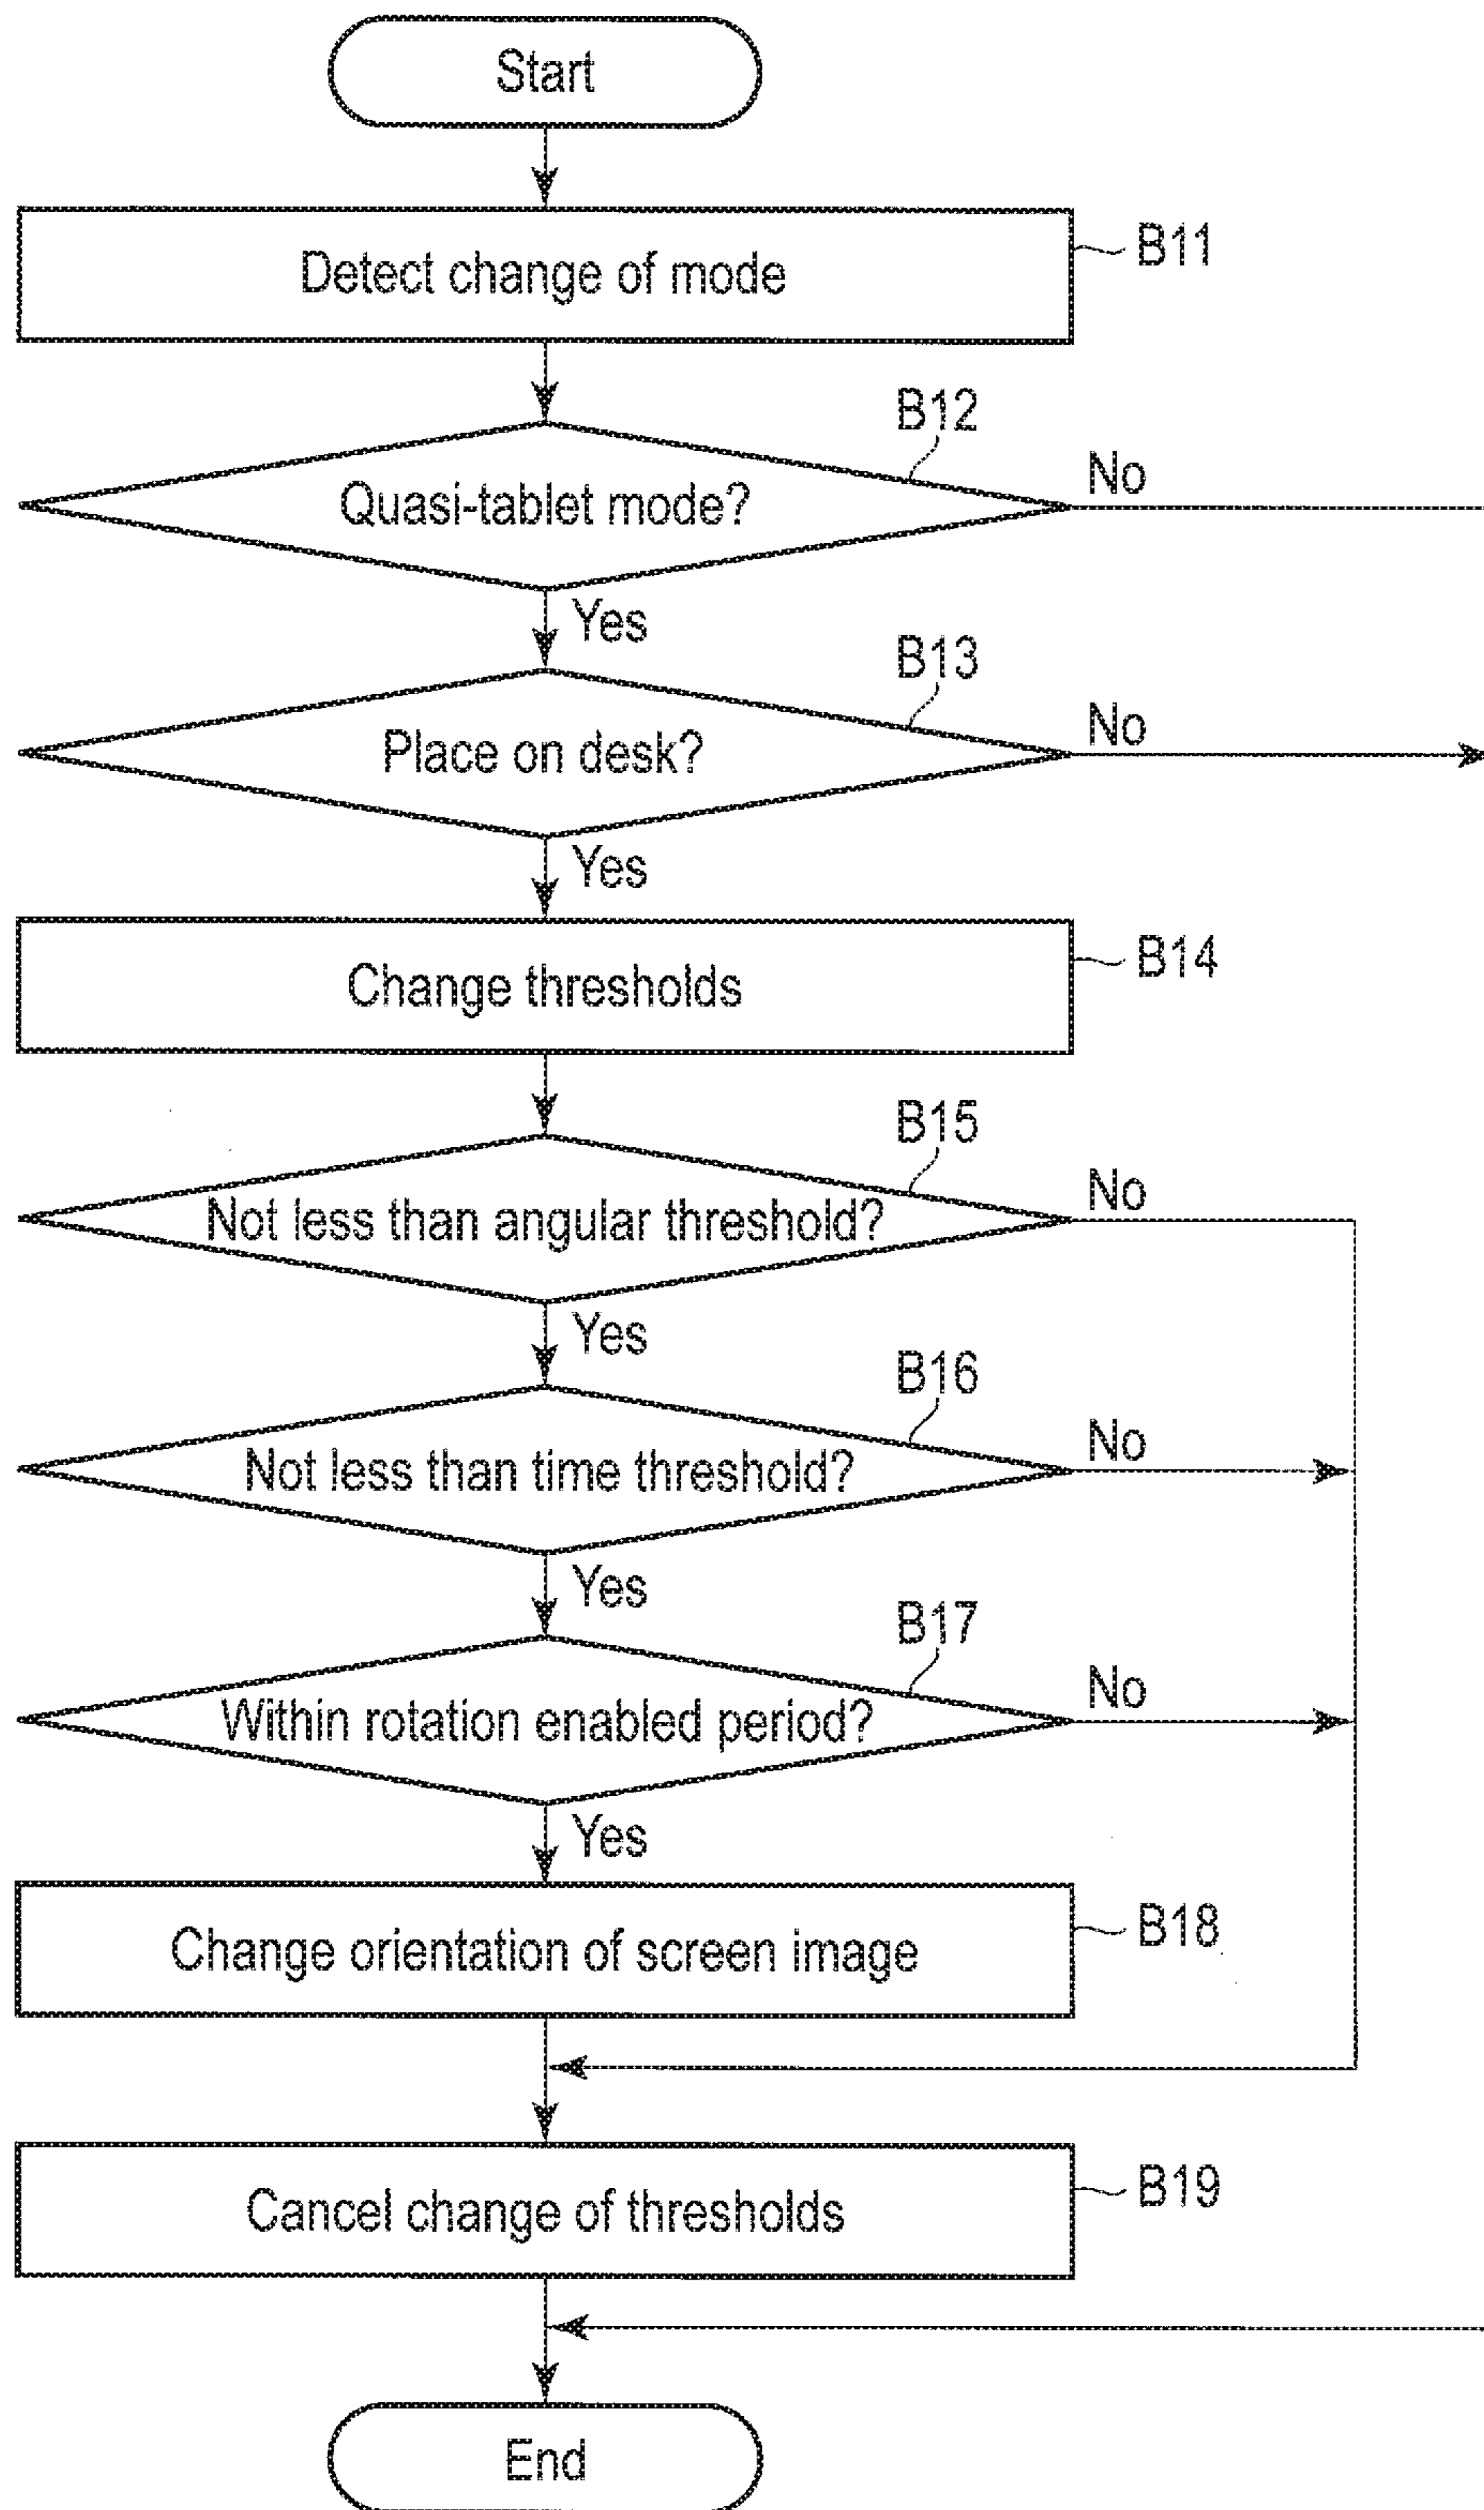 Start
Detect change of mode
B11
B12
Quasi-tablet mode?
No
Yes
B13
Place on desk?
No
Yes
Change thresholds
B14
B15
Not less than angular threshold?
No
Yes
B16
Not less than time threshold?
No
Yes
B17
Within rotation enabled period?
No
Yes
Change orientation of screen image
B18
Cancel change of thresholds
B19
End